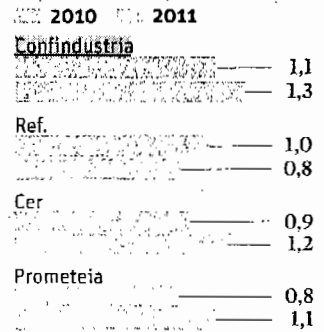 2010 2011
Confindustria
1,1
1,3
Ref.
1,0
0,8
Cer
0,9
1,2
Prometeia
0,8
1,1